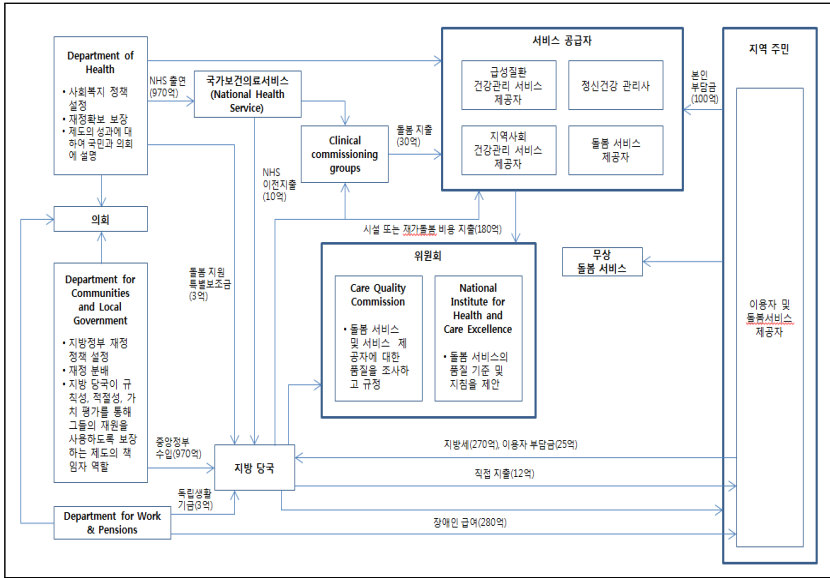 Department of
Health
• 사회복지 정책
설정
• 재정확보 보장
• 제도의 성과에 대
하여 국민과 의회
에 설명
NHS 출연
(970억)
국가보건의료서비스
(National Health
Service)
Clinical
commissioning
groups
돌봄 지출
(30억)
NHS
이전지출
(10억)
서비스 공급자
급성질환
건강관리 서비스
제공자
정신건강 관리사
지역사회
건강관리 서비스
제공자
돌봄 서비스
제공자
본인
부담금
(100억)
지역 주민
이용자 및
돌봄서비스
제공자
의회
시설 또는 재가돌봄 비용 지출(180억)
Department for
Communities
and Local
Government
• 지방정부 재정
정책 설정
• 재정 분배
• 지방 당국이 규
칙성, 적절성, 가
치 평가를 통해
그들의 재원을
사용하도록 보장
하는 제도의 책
임자 역할
돌봄 지원
특별보조금
(3억)
위원회
Care Quality
Commission
• 돌봄 서비스
및 서비스 제
공자에 대한
품질을 조사하
고 규정
National
Institute for
Health and
Care Excellence
• 돌봄 서비스의
품질 기준 및
지침을 제안
무상
돌봄 서비스
중앙정부
수입(970억)
지방 당국
지방세(270억), 이용자 부담금(25억)
직접 지출(12억)
독립생활
기금(3억)
Department for Work
& Pensions
장애인 급여(280억)